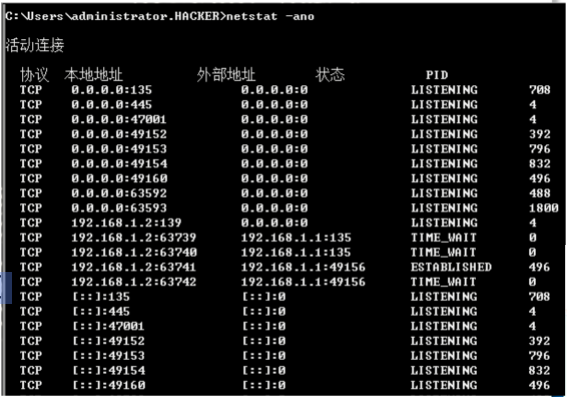 C:\Users\administrator.HACKER>netstat -ano
活动连接
协议 本地地址 外部地址 状态 PID
TCP 0.0.0.0:135 0.0.0.0:0 LISTENING 708
TCP 0.0.0.0:445 0.0.0.0:0 LISTENING 4
TCP 0.0.0.0:47001 0.0.0.0:0 LISTENING 4
TCP 0.0.0.0:49152 0.0.0.0:0 LISTENING 392
TCP 0.0.0.0:49153 0.0.0.0:0 LISTENING 796
TCP 0.0.0.0:49154 0.0.0.0:0 LISTENING 832
TCP 0.0.0.0:49160 0.0.0.0:0 LISTENING 496
TCP 0.0.0.0:63592 0.0.0.0:0 LISTENING 488
TCP 0.0.0.0:63593 0.0.0.0:0 LISTENING 1800
TCP 192.168.1.2:139 0.0.0.0:0 LISTENING 4
TCP 192.168.1.2:63739 192.168.1.1:135 TIME_WAIT 0
TCP 192.168.1.2:63740 192.168.1.1:135 TIME_WAIT 0
TCP 192.168.1.2:63741 192.168.1.1:49156 ESTABLISHED 496
TCP 192.168.1.2:63742 192.168.1.1:49156 TIME_WAIT 0
TCP [::]:135 [::]:0 LISTENING 708
TCP [::]:445 [::]:0 LISTENING 4
TCP [::]:47001 [::]:0 LISTENING 4
TCP [::]:49152 [::]:0 LISTENING 392
TCP [::]:49153 [::]:0 LISTENING 796
TCP [::]:49154 [::]:0 LISTENING 832
TCP [::]:49160 [::]:0 LISTENING 496